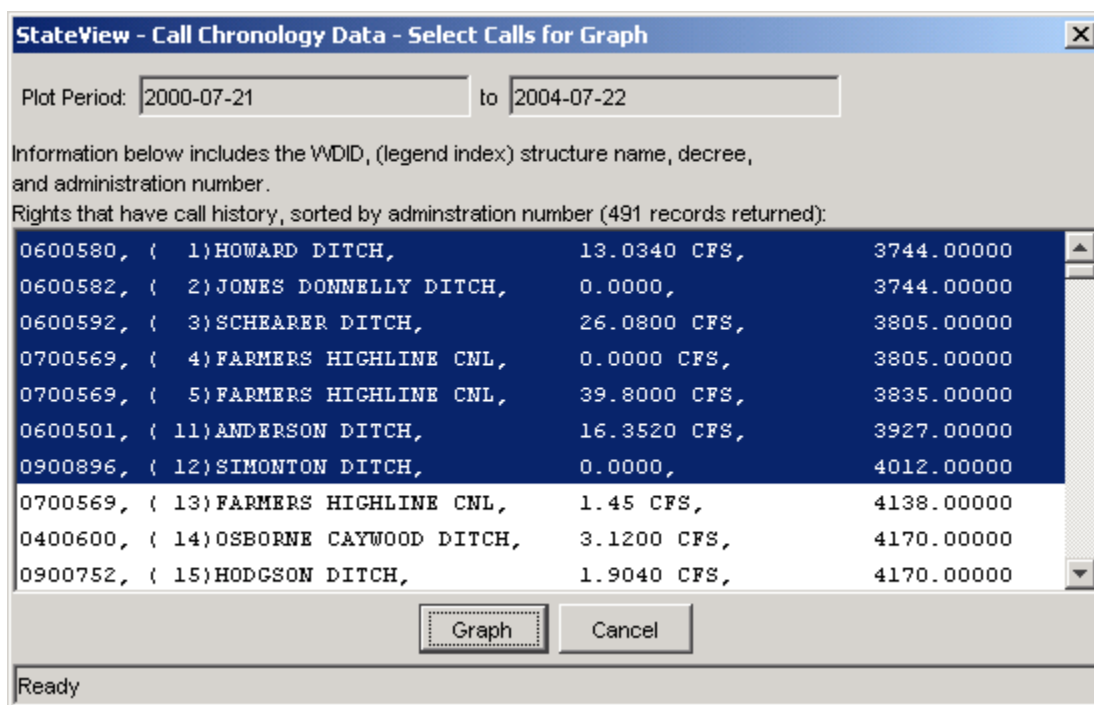 StateView - Call Chronology Data - Select Calls for Graph
Plot Period: 2000-07-21 to 2004-07-22
Information below includes the WDID, (legend index) structure name, decree,
and administration number.
Rights that have call history, sorted by adminstration number (491 records returned):
0600580, ( 1)HOWARD DITCH, 13.0340 CFS, 3744.00000
0600582, ( 2)JONES DONNELLY DITCH, 0.0000, 3744.00000
0600592, ( 3)SCHEARER DITCH, 26.0800 CFS, 3805.00000
0700569, ( 4)FARMERS HIGHLINE CNL, 0.0000 CFS, 3805.00000
0700569, ( 5)FARMERS HIGHLINE CNL, 39.8000 CFS, 3835.00000
0600501, ( 11)ANDERSON DITCH, 16.3520 CFS, 3927.00000
0900896, ( 12)SIMONTON DITCH, 0.0000, 4012.00000
0700569, ( 13)FARMERS HIGHLINE CNL, 1.45 CFS, 4138.00000
0400600, ( 14)OSBORNE CAYWOOD DITCH, 3.1200 CFS, 4170.00000
0900752, ( 15)HODGSON DITCH, 1.9040 CFS, 4170.00000
Graph Cancel
Ready